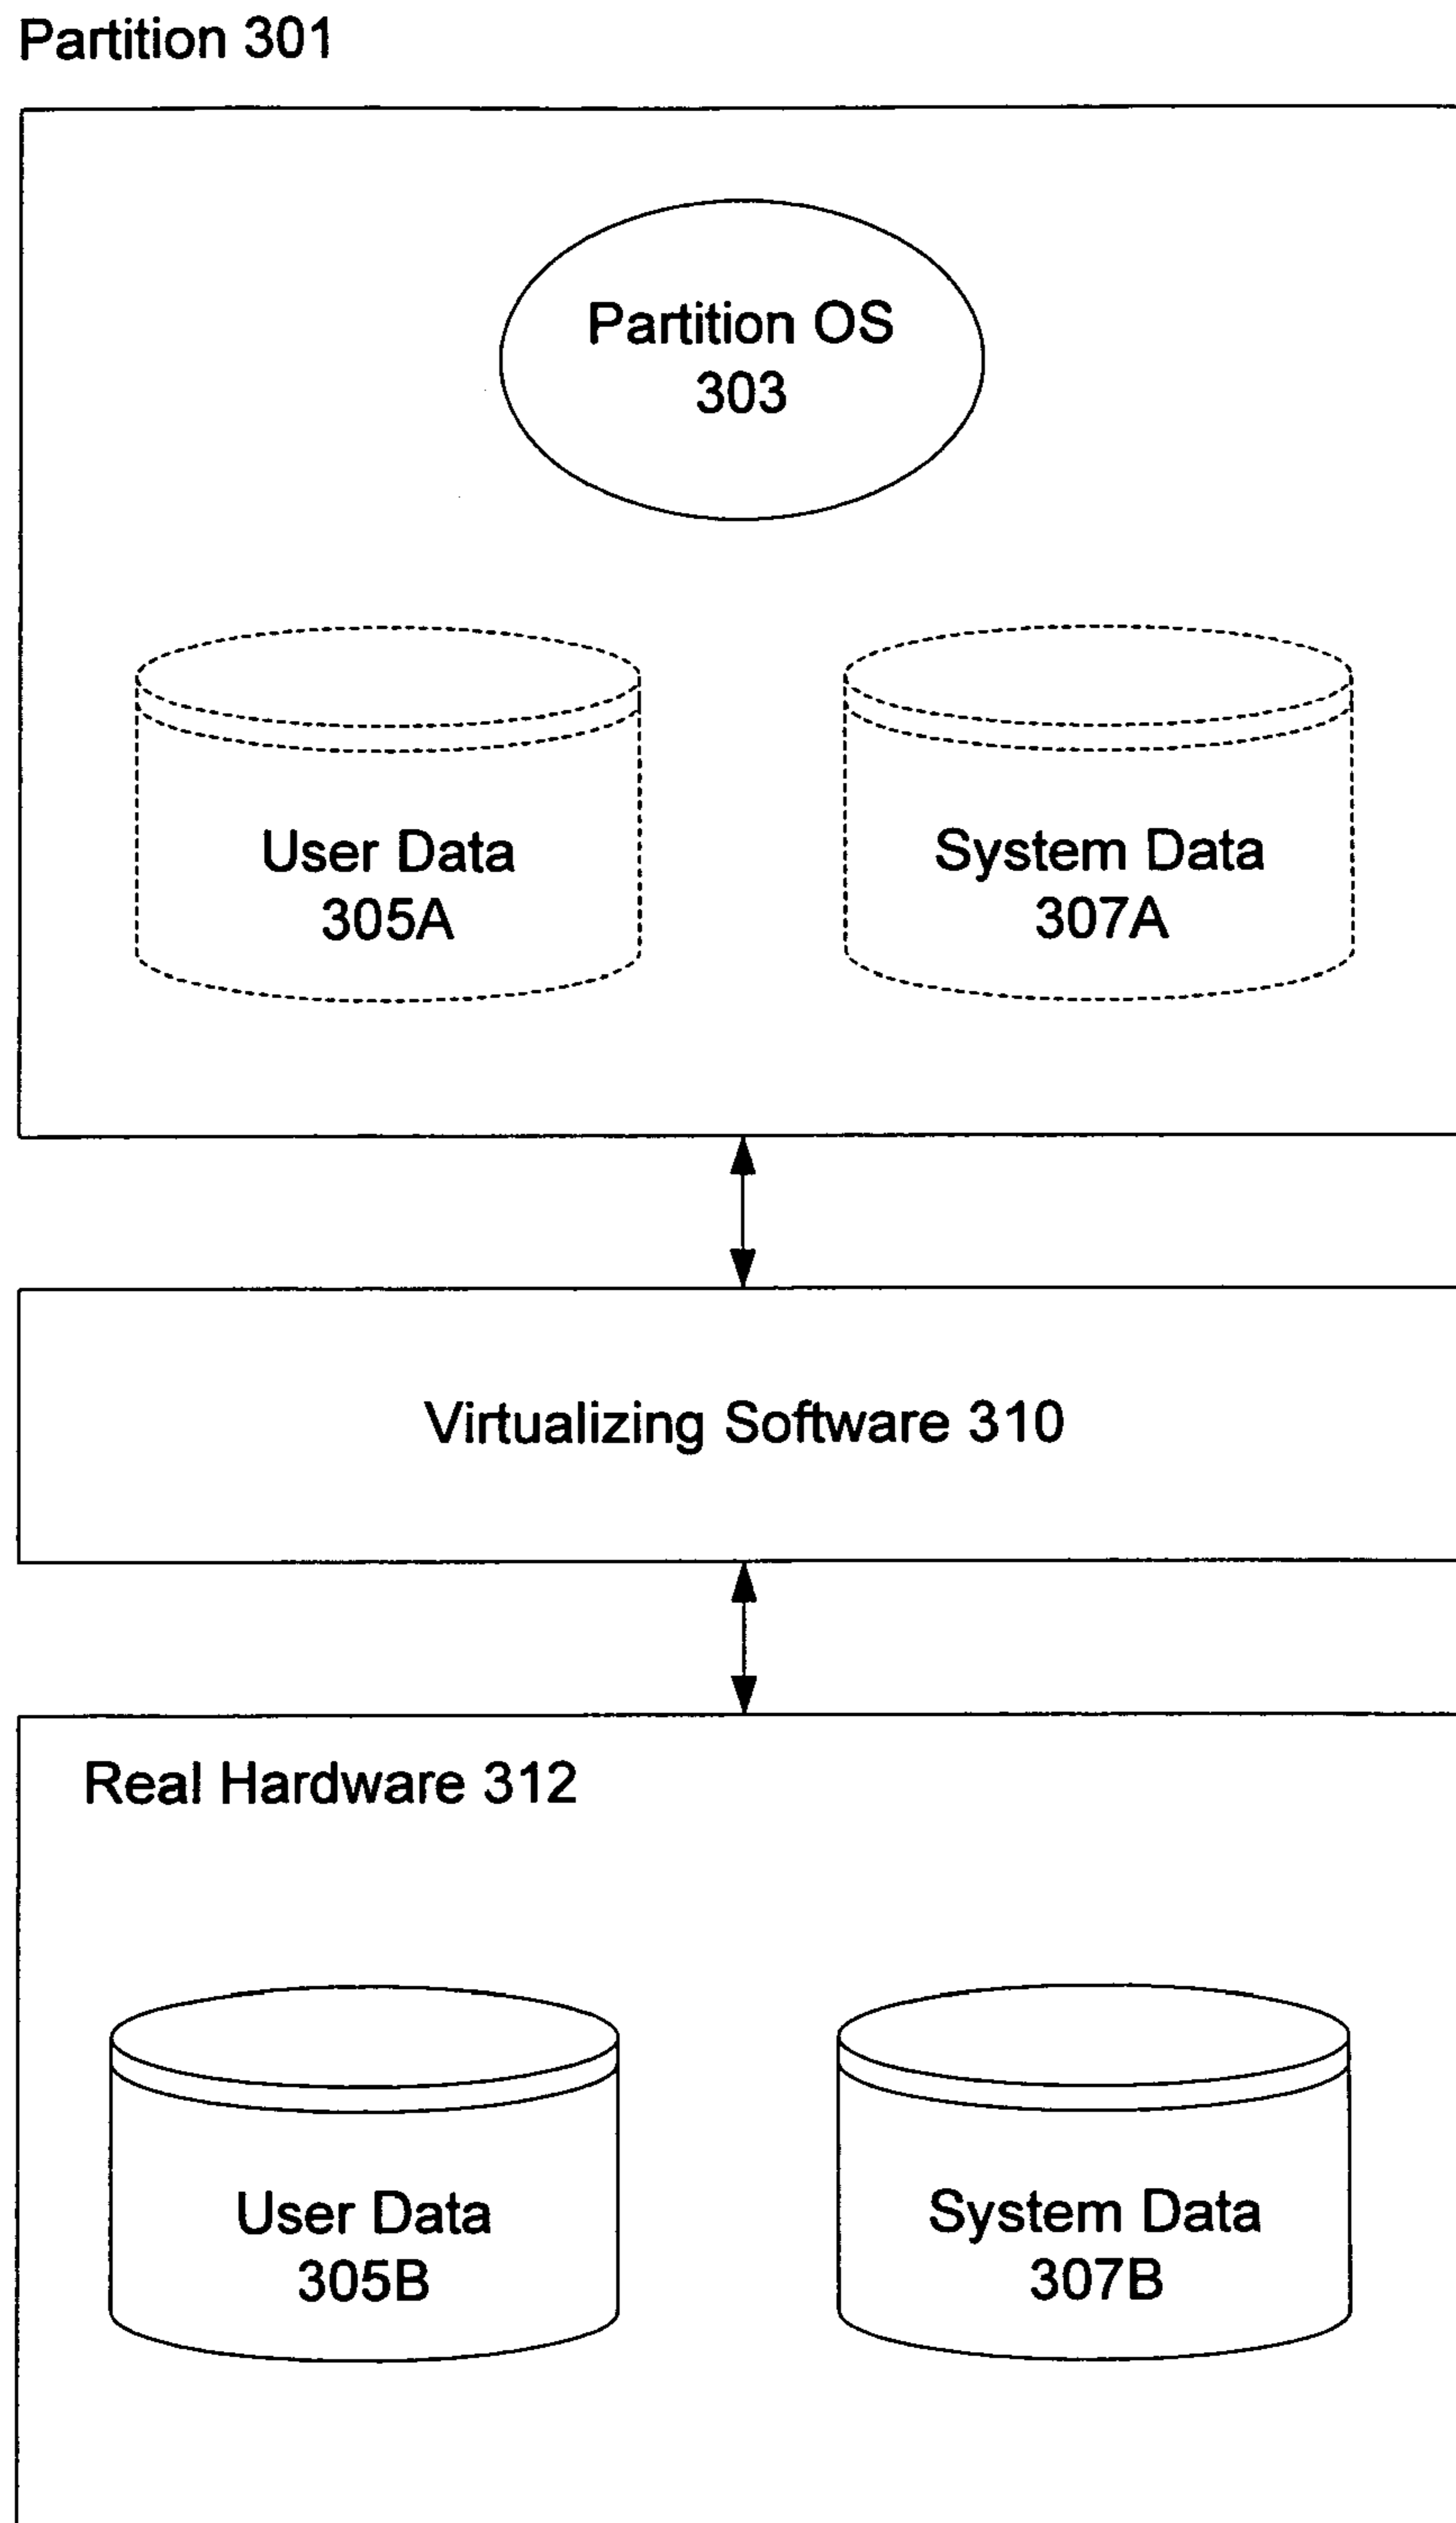 Partition 301
Partition OS
303
User Data
305A
System Data
307A
Virtualizing Software 310
Real Hardware 312
User Data
305B
System Data
307B